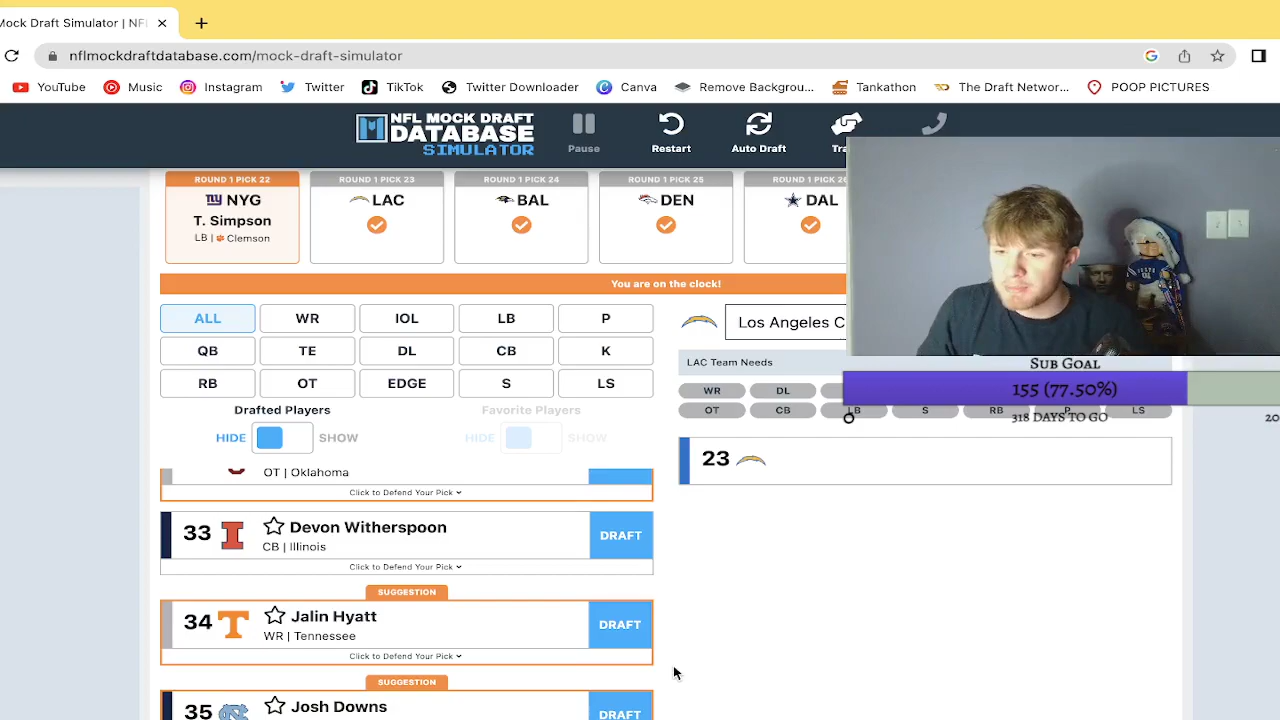 Mock Draft Simulator | NF
nflmockdraftdatabase.com/mock-draft-simulator
YouTube Music Instagram Twitter TikTok Twitter Downloader Canva Remove Backgrou... Tankathon The Draft Networ... POOP PICTURES
NFL MOCK DRAFT
DATABASE
SIMULATOR
Pause Restart Auto Draft Tra
ROUND 1 PICK 22 ROUND 1 PICK 23 ROUND 1 PICK 24 ROUND 1 PICK 25 ROUND 1 PICK 26
NYG LAC BAL DEN DAL
T. Simpson
LB | Clemson
You are on the clock!
ALL WR IOL LB P
QB TE DL CB K
RB OT EDGE S LS
Drafted Players Favorite Players
HIDE SHOW HIDE SHOW
OT | Oklahoma
Click to Defend Your Pick
33 Devon Witherspoon DRAFT
CB | Illinois
Click to Defend Your Pick
SUGGESTION
34 Jalin Hyatt DRAFT
WR | Tennessee
Click to Defend Your Pick
SUGGESTION
35 Josh Downs DRAFT
Los Angeles C
LAC Team Needs
WR DL
OT CB LB S RB P LS
23
SUB GOAL
155 (77.50%)
0 318 DAYS TO GO 20